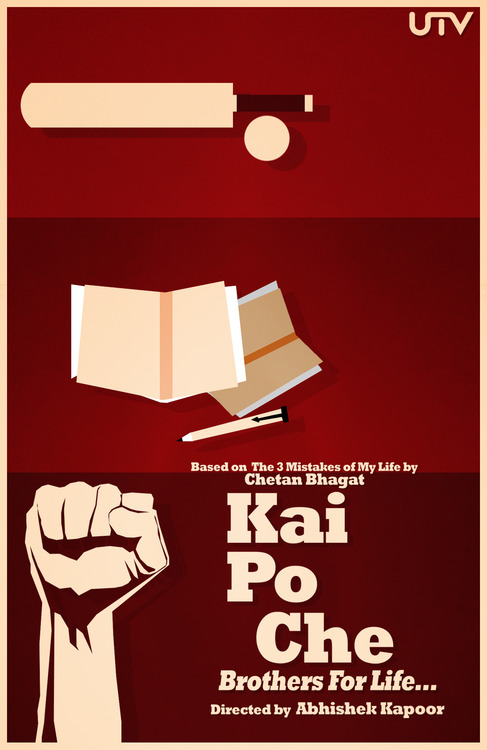 UTV
Based on The 3 Mistakes of My Life by
Chetan Bhagat
Kai
Po
Che
Brothers For Life...
Directed by Abhishek Kapoor